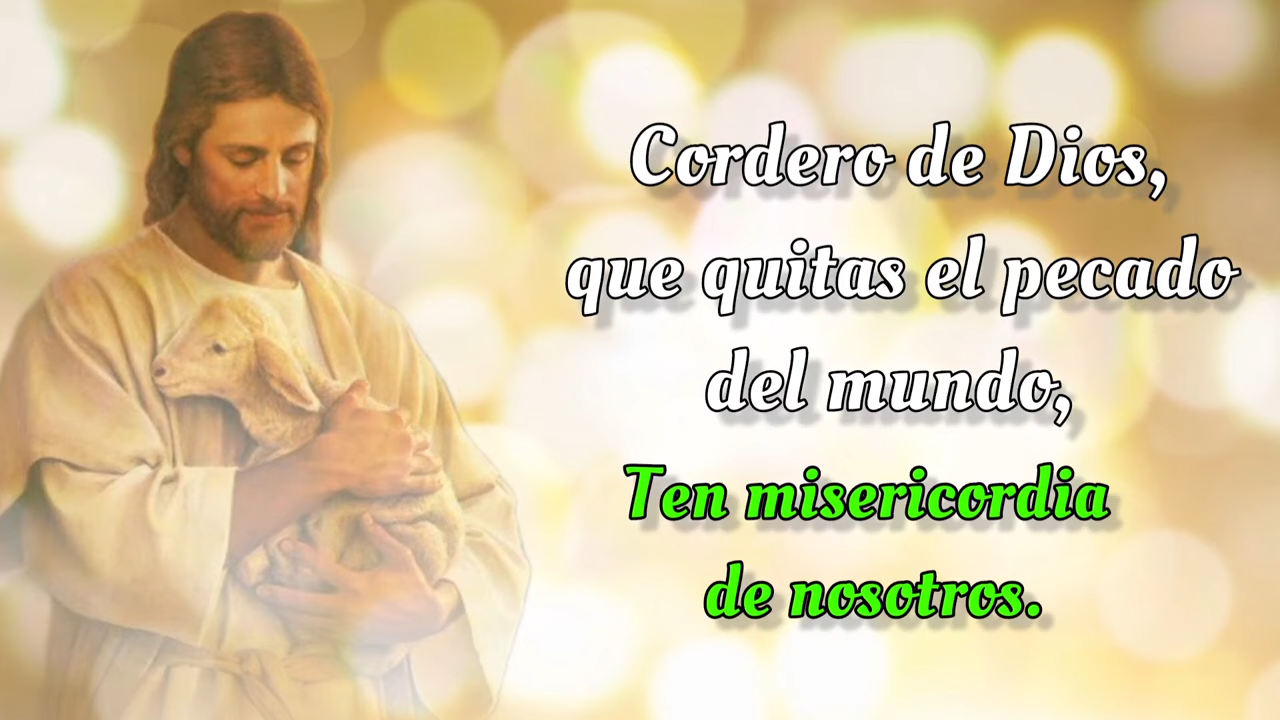 Cordero de Dios,
que quitas el pecado
del mundo,
Ten misericordia
de nosotros.